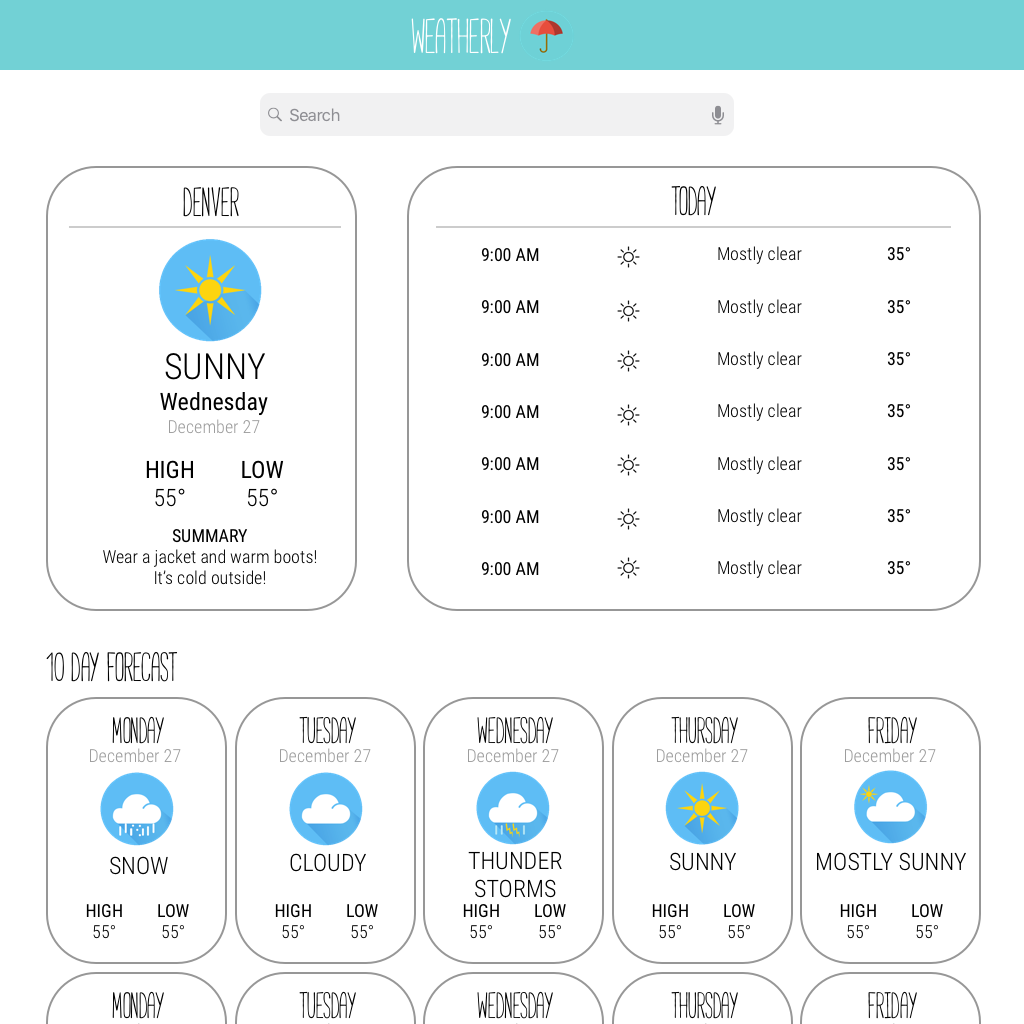 WEATHERLY
Search
DENVER
SUNNY
Wednesday
December 27
HIGH LOW
55° 55°
SUMMARY
Wear a jacket and warm boots!
It's cold outside!
TODAY
9:00 AM Mostly clear 35°
9:00 AM Mostly clear 35°
9:00 AM Mostly clear 35°
9:00 AM Mostly clear 35°
9:00 AM Mostly clear 35°
9:00 AM Mostly clear 35°
9:00 AM Mostly clear 35°
10 DAY FORECAST
MONDAY
December 27
SNOW
HIGH LOW
55° 55°
TUESDAY
December 27
CLOUDY
HIGH LOW
55° 55°
WEDNESDAY
December 27
THUNDER
STORMS
HIGH LOW
55° 55°
THURSDAY
December 27
SUNNY
HIGH LOW
55° 55°
FRIDAY
December 27
MOSTLY SUNNY
HIGH LOW
55° 55°
MONDAY
TUESDAY
WEDNESDAY
THURSDAY
FRIDAY